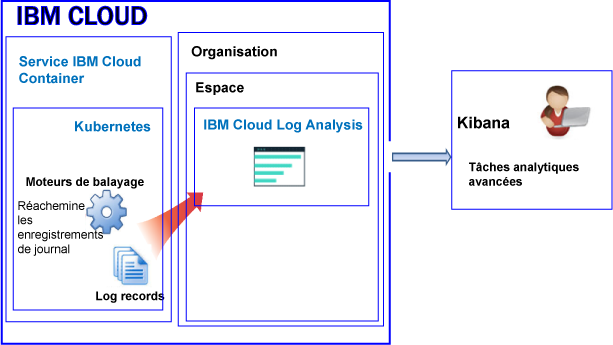 IBM CLOUD
Service IBM Cloud
Container
Kubernetes
Moteurs de balayage
Réachemine
les
enregistrements
de journal
Log records
Organisation
Espace
IBM Cloud Log Analysis
Kibana
Tâches analytiques
avancées